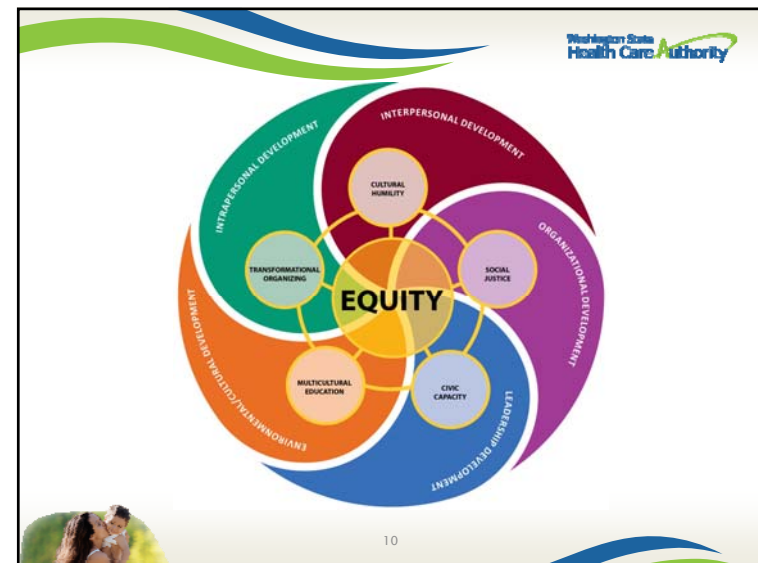 Washington State
Health Care Authority
INTERPERSONAL DEVELOPMENT
INTRAPERSONAL DEVELOPMENT
CULTURAL
HUMILITY
ORGANIZATIONAL DEVELOPMENT
TRANSFORMATIONAL
ORGANIZING
SOCIAL
JUSTICE
EQUITY
ENVIRONMENTAL/CULTURAL DEVELOPMENT
MULTICULTURAL
EDUCATION
CIVIC
CAPACITY
LEADERSHIP DEVELOPMENT
10